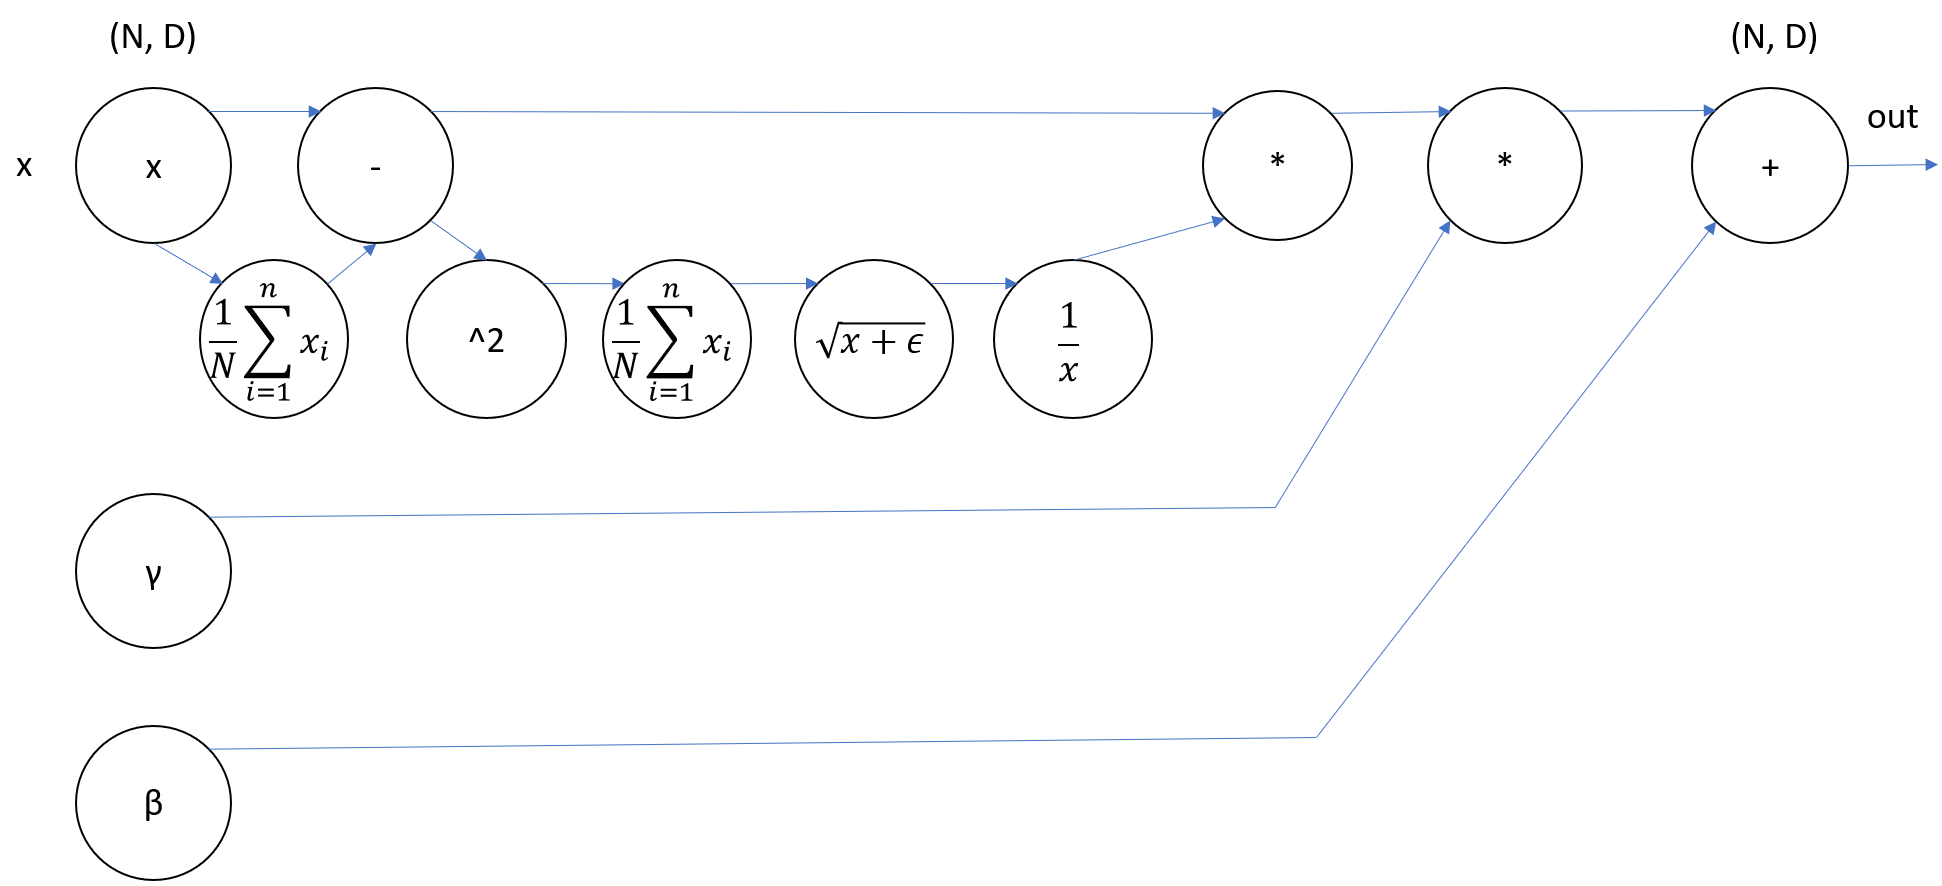 (N, D)
(N, D)
out
x
x
-
*
*
+
\frac{1}{N}\sum_{i=1}^{n} x_i
^2
\frac{1}{N}\sum_{i=1}^{n} x_i
\sqrt{x + \epsilon}
\frac{1}{x}
γ
β